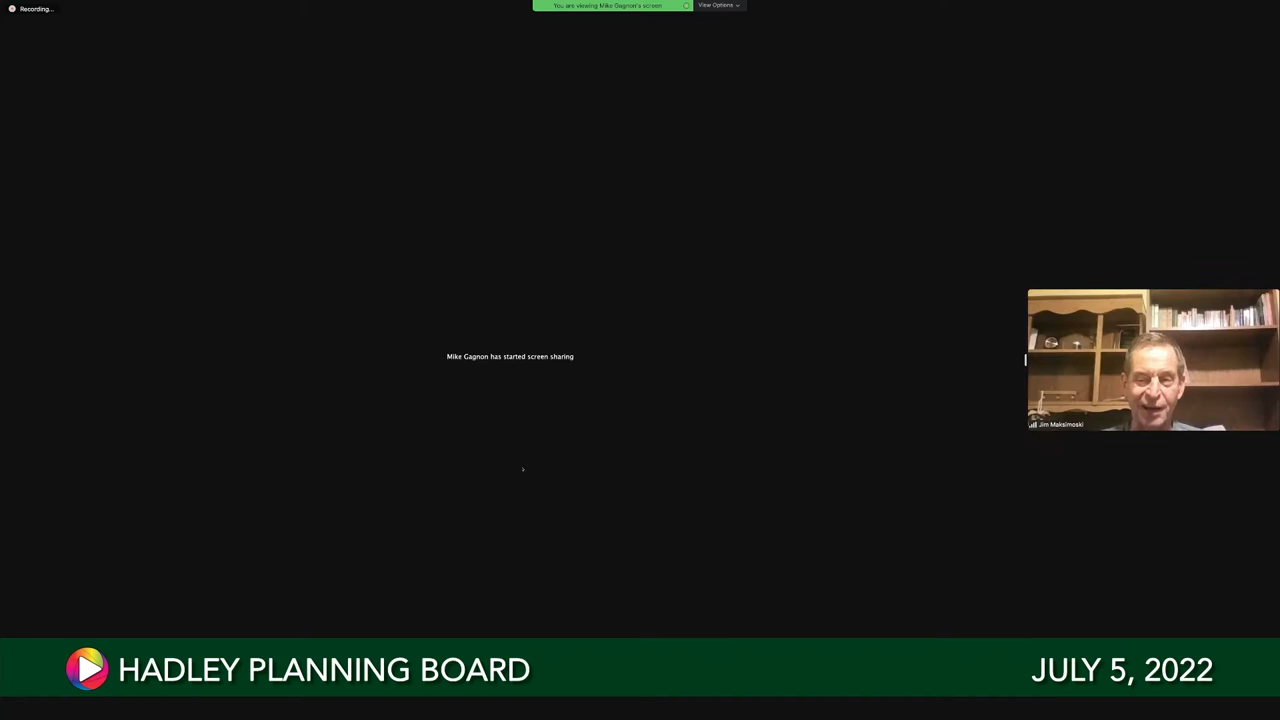 Recording...
You are viewing Mike Gagnon's screen
View Options
Mike Gagnon has started screen sharing
Jim Maksimoski
HADLEY PLANNING BOARD
JULY 5, 2022